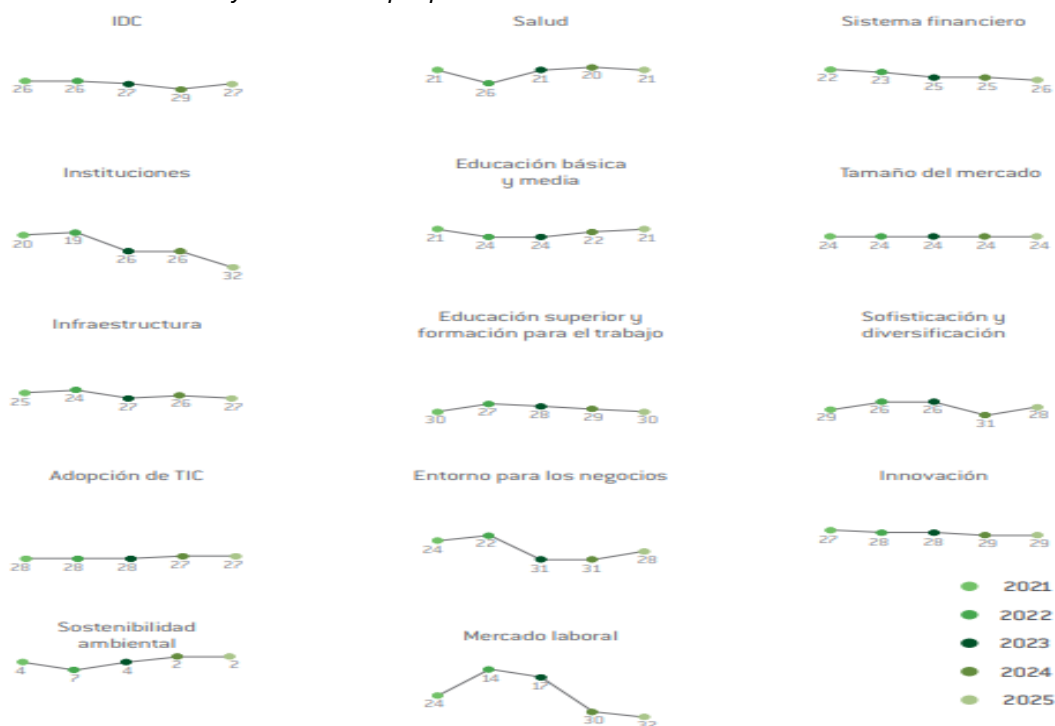 IDC
26 26 27 29 27
Salud
21 26 21 20 21
Sistema financiero
22 23 25 25 26
Instituciones
20 19 26 26 32
Educación básica
y media
21 24 24 22 21
Tamaño del mercado
24 24 24 24 24
Infraestructura
25 24 27 26 27
Educación superior y
formación para el trabajo
30 27 28 29 30
Sofisticación y
diversificación
29 26 26 31 28
Adopción de TIC
28 28 28 27 27
Entorno para los negocios
24 22 31 31 28
Innovación
27 28 28 29 29
Sostenibilidad
ambiental
4 7 4 2 2
Mercado laboral
24 14 17 30 32
2021
2022
2023
2024
2025